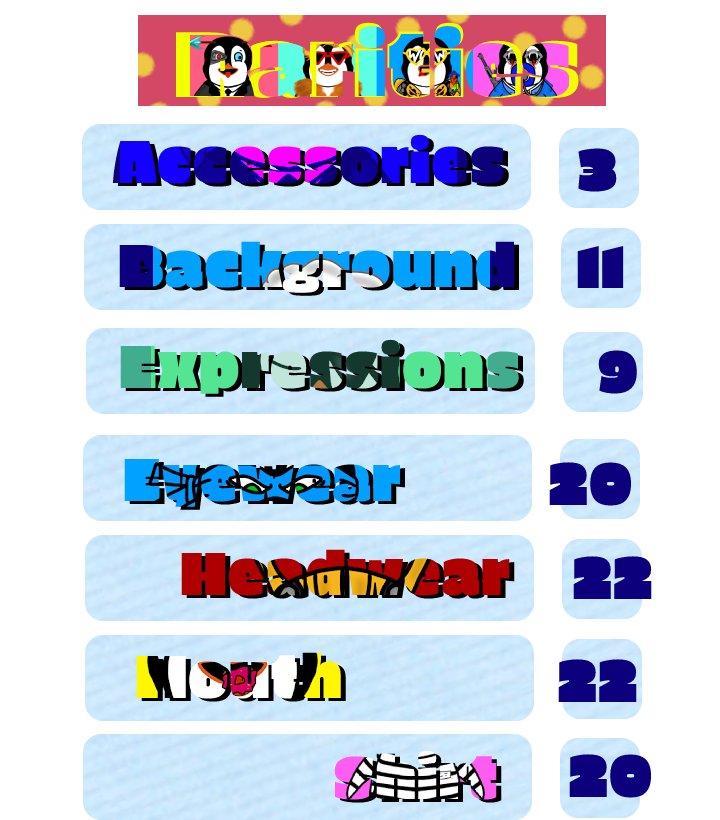 Rarities
Accessories 3
Background 11
Expressions 9
Eyewear 20
Headwear 22
Mouth 22
Shirt 20